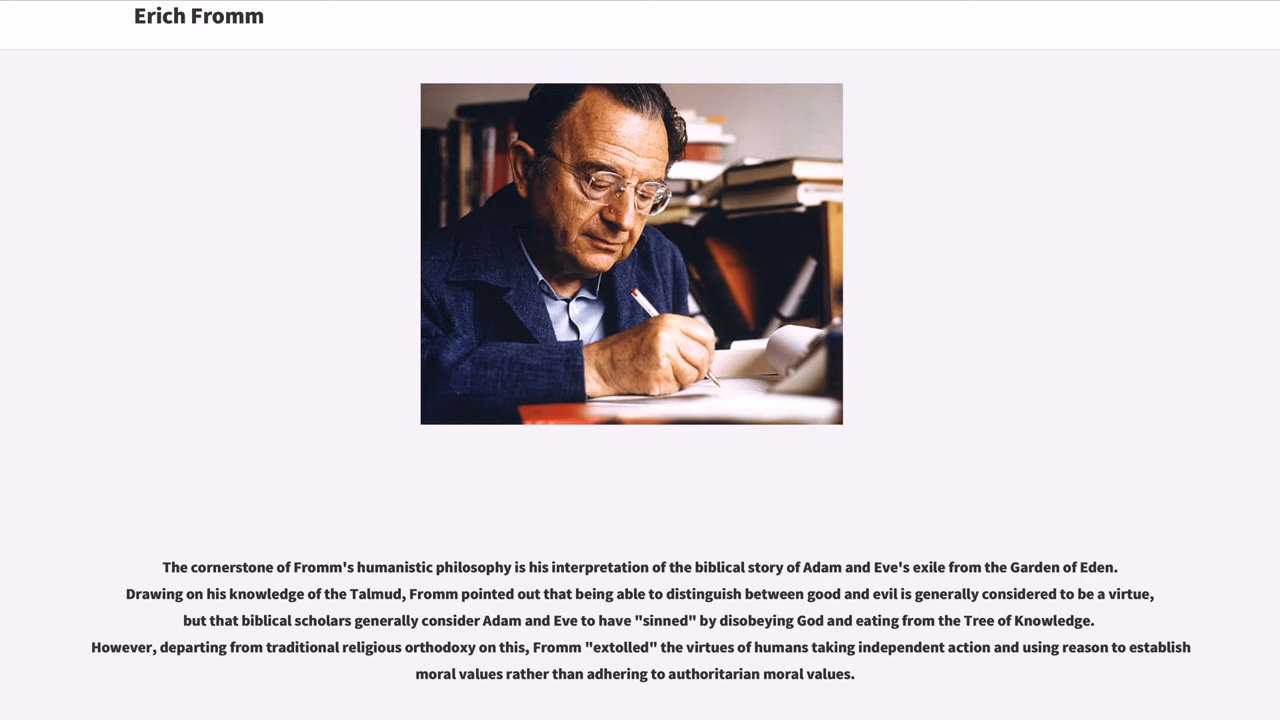 Erich Fromm
The cornerstone of Fromm's humanistic philosophy is his interpretation of the biblical story of Adam and Eve's exile from the Garden of Eden.
Drawing on his knowledge of the Talmud, Fromm pointed out that being able to distinguish between good and evil is generally considered to be a virtue,
but that biblical scholars generally consider Adam and Eve to have "sinned" by disobeying God and eating from the Tree of Knowledge.
However, departing from traditional religious orthodoxy on this, Fromm "extolled" the virtues of humans taking independent action and using reason to establish
moral values rather than adhering to authoritarian moral values.